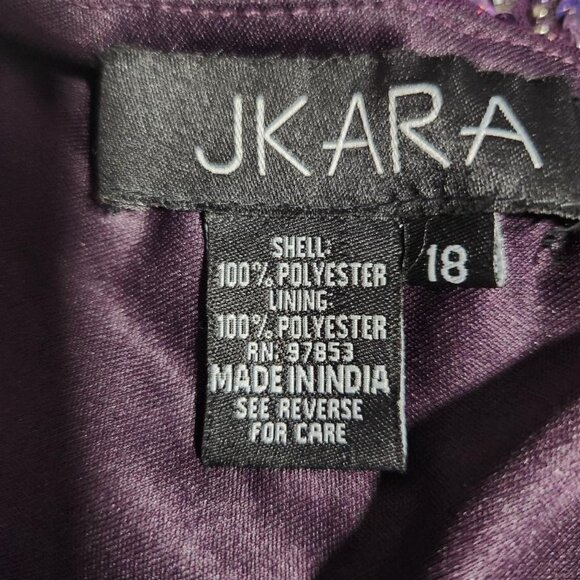 JKARA
18
SHELL:
100% POLYESTER
LINING:
100% POLYESTER
RN: 97853
MADE IN INDIA
SEE REVERSE
FOR CARE